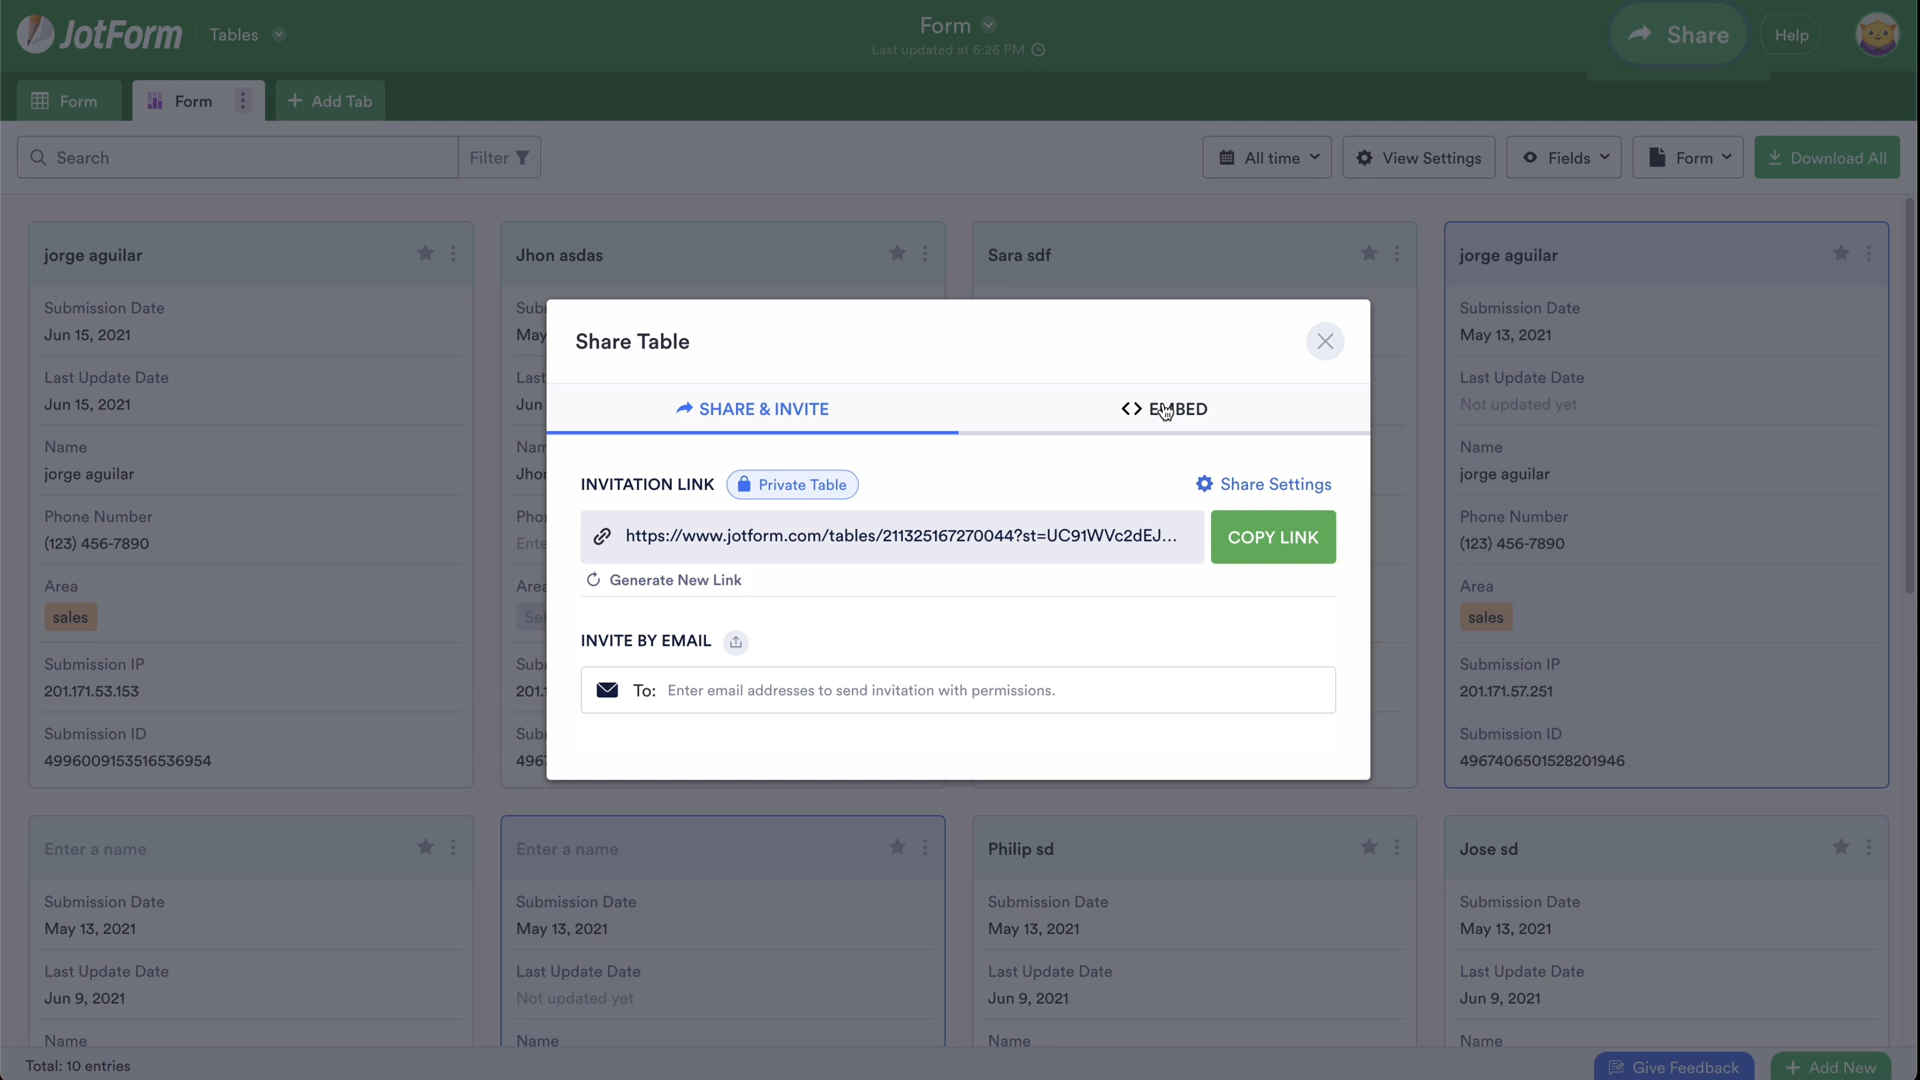 JotForm
Tables
Form
Last updated at 6:26 PM
Share
Help
Form
Form
+ Add Tab
Search
Filter
All time
View Settings
Fields
Form
Download All
jorge aguilar
Submission Date
Jun 15, 2021
Last Update Date
Jun 15, 2021
Name
jorge aguilar
Phone Number
(123) 456-7890
Area
sales
Submission IP
201.171.53.153
Submission ID
4996009153516536954
Jhon asdas
Sub
May
Last
Jun
Nam
Jhon
Pho
Ente
Area
Sel
Sub
201.1
Sub
4967
Sara sdf
jorge aguilar
Submission Date
May 13, 2021
Last Update Date
Not updated yet
Name
jorge aguilar
Phone Number
(123) 456-7890
Area
sales
Submission IP
201.171.57.251
Submission ID
4967406501528201946
Share Table
SHARE & INVITE
<> EMBED
INVITATION LINK
Private Table
Share Settings
https://www.jotform.com/tables/211325167270044?st=UC91WVc2dEJ...
COPY LINK
Generate New Link
INVITE BY EMAIL
To: Enter email addresses to send invitation with permissions.
Enter a name
Submission Date
May 13, 2021
Last Update Date
Jun 9, 2021
Name
Enter a name
Submission Date
May 13, 2021
Last Update Date
Not updated yet
Name
Philip sd
Submission Date
May 13, 2021
Last Update Date
Jun 9, 2021
Name
Jose sd
Submission Date
May 13, 2021
Last Update Date
Jun 9, 2021
Name
Total: 10 entries
Give Feedback
+ Add New